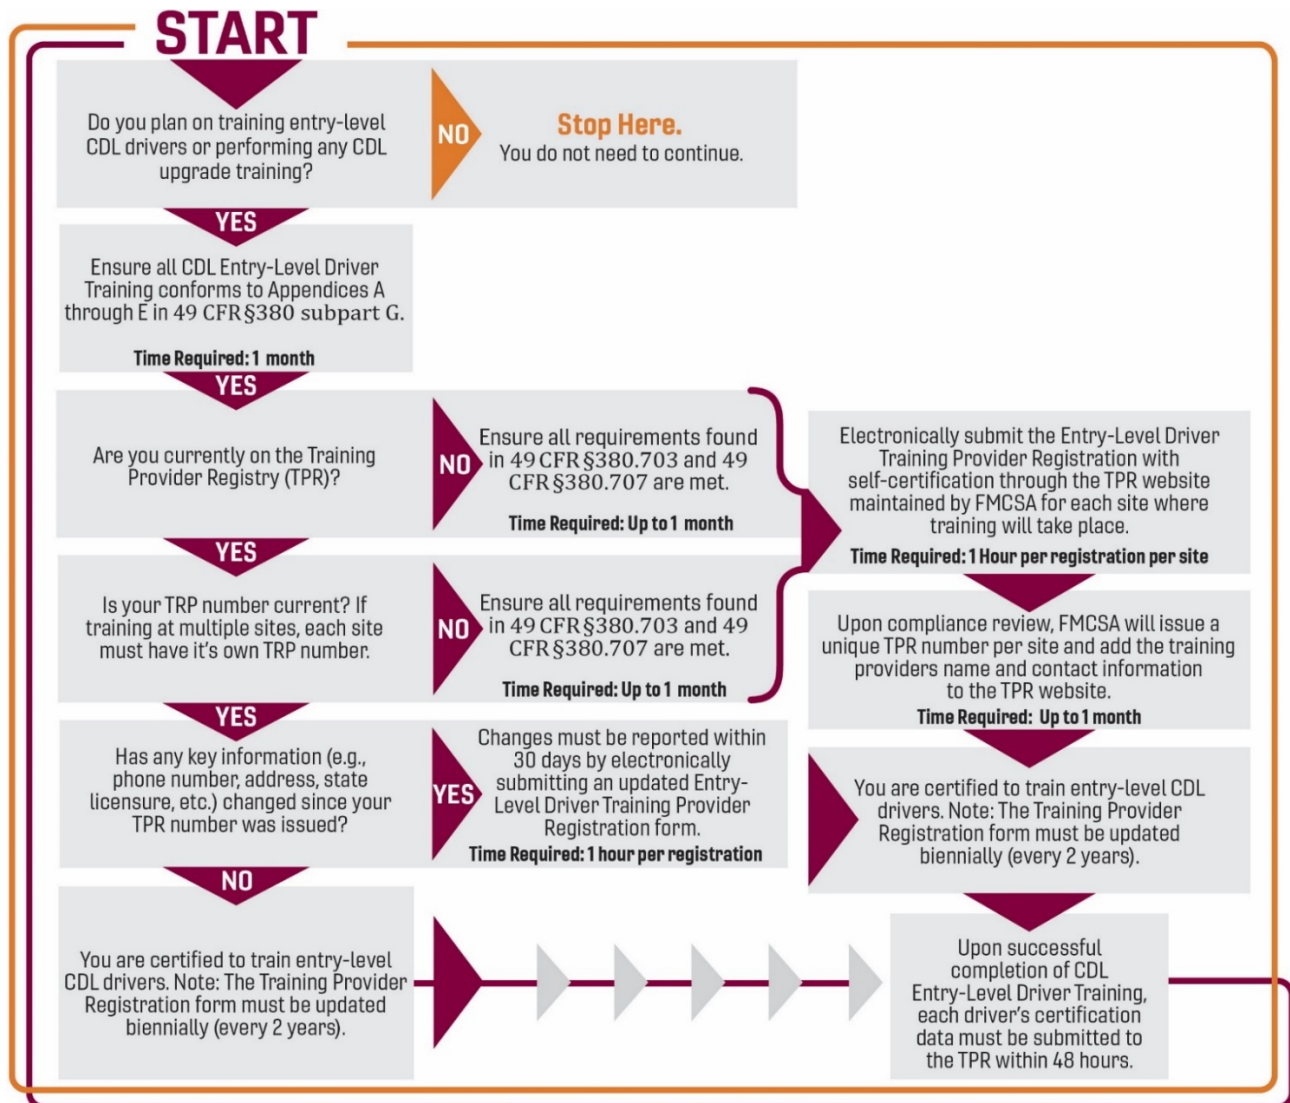 START
Do you plan on training entry-level
CDL drivers or performing any CDL
upgrade training?
NO
Stop Here.
You do not need to continue.
YES
Ensure all CDL Entry-Level Driver
Training conforms to Appendices A
through E in 49 CFR §380 subpart G.
Time Required: 1 month
YES
Are you currently on the Training
Provider Registry (TPR)?
NO
Ensure all requirements found
in 49 CFR §380.703 and 49
CFR §380.707 are met.
Time Required: Up to 1 month
Electronically submit the Entry-Level Driver
Training Provider Registration with
self-certification through the TPR website
maintained by FMCSA for each site where
training will take place.
Time Required: 1 Hour per registration per site
YES
Is your TRP number current? If
training at multiple sites, each site
must have it's own TRP number.
NO
Ensure all requirements found
in 49 CFR §380.703 and 49
CFR §380.707 are met.
Time Required: Up to 1 month
Upon compliance review, FMCSA will issue a
unique TPR number per site and add the training
providers name and contact information
to the TPR website.
Time Required: Up to 1 month
YES
Has any key information (e.g.,
phone number, address, state
licensure, etc.) changed since your
TPR number was issued?
YES
Changes must be reported within
30 days by electronically
submitting an updated Entry-
Level Driver Training Provider
Registration form.
Time Required: 1 hour per registration
You are certified to train entry-level CDL
drivers. Note: The Training Provider
Registration form must be updated
biennially (every 2 years).
NO
You are certified to train entry-level
CDL drivers. Note: The Training Provider
Registration form must be updated
biennially (every 2 years).
Upon successful
completion of CDL
Entry-Level Driver Training,
each driver's certification
data must be submitted to
the TPR within 48 hours.